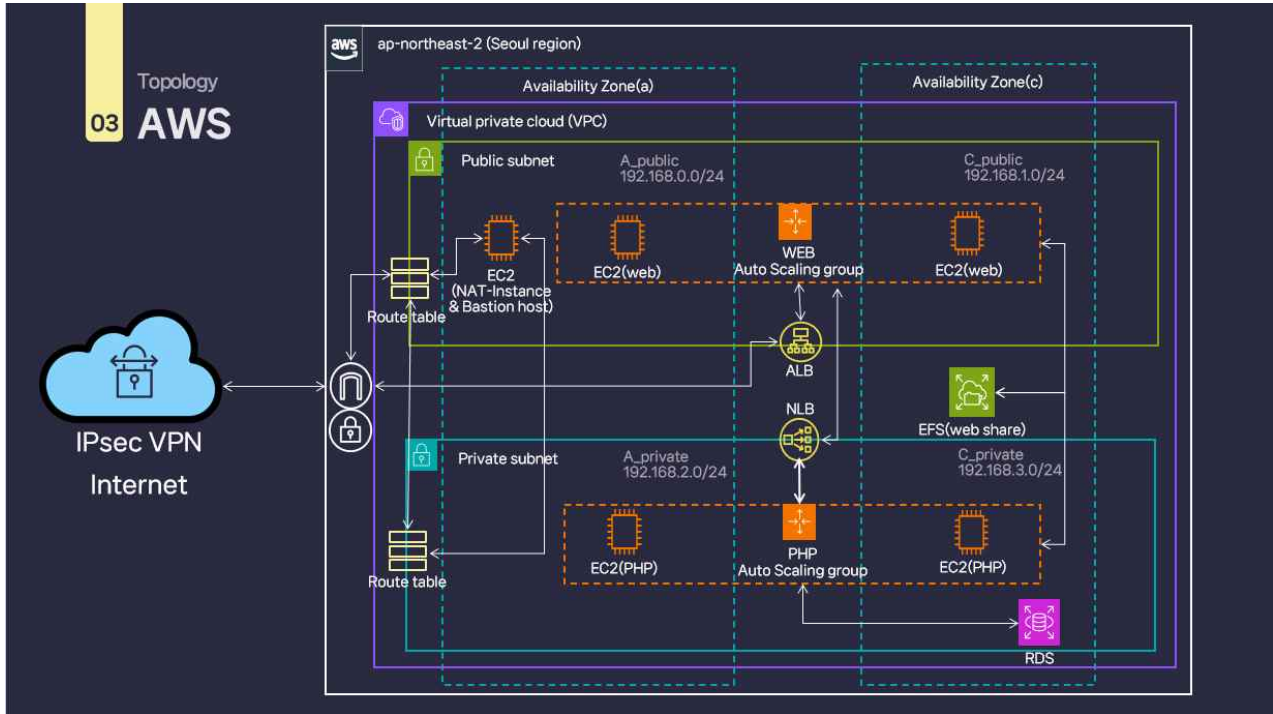 03
Topology
AWS
aws
ap-northeast-2 (Seoul region)
Availability Zone(a)
Availability Zone(c)
Virtual private cloud (VPC)
Public subnet
A_public
192.168.0.0/24
C_public
192.168.1.0/24
EC2
(NAT-Instance
& Bastion host)
EC2(web)
WEB
Auto Scaling group
EC2(web)
Route table
ALB
IPsec VPN
Internet
NLB
EFS(web share)
Private subnet
A_private
192.168.2.0/24
C_private
192.168.3.0/24
Route table
EC2(PHP)
PHP
Auto Scaling group
EC2(PHP)
RDS